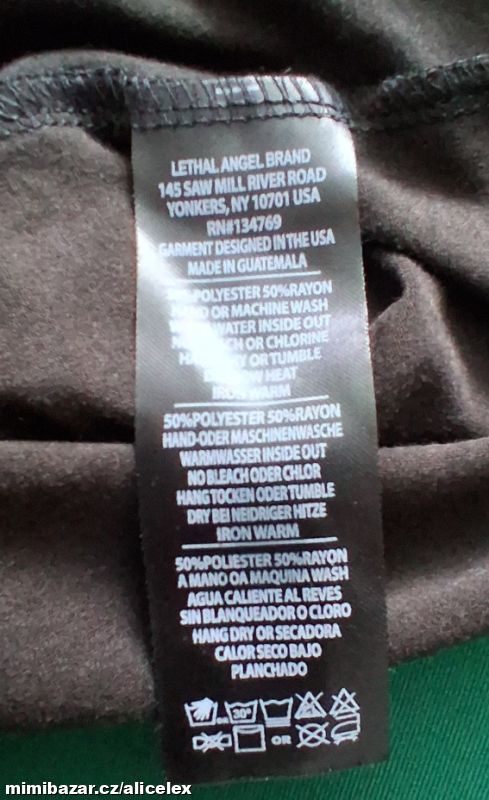 LETHAL ANGEL BRAND
145 SAW MILL RIVER ROAD
YONKERS, NY 10701 USA
RN#134769
GARMENT DESIGNED IN THE USA
MADE IN GUATEMALA
POLYESTER 50%RAYON
OR MACHINE WASH
WATER INSIDE OUT
OR CHLORINE
OR TUMBLE
HEAT
IRON WARM
50%POLYESTER 50%RAYON
HAND-ODER MASCHINENWASCHE
WARMWASSER INSIDE OUT
NO BLEACH ODER CHLOR
HANG TOCKEN ODER TUMBLE
DRY BEI NEIDRIGER HITZE
IRON WARM
50%POLIESTER 50%RAYON
A MANO OA MAQUINA WASH
AGUA CALIENTE AL REVES
SIN BLANQUEADOR O CLORO
HANG DRY OR SECADORA
CALOR SECO BAJO
PLANCHADO
OR 30°
OR
mimibazar.cz/alicelex